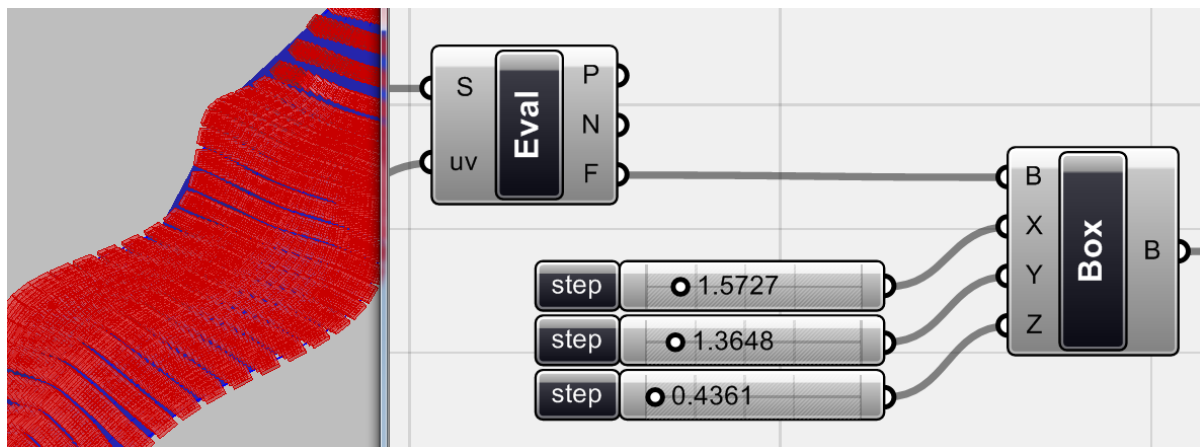 S
uv
Eval
P
N
F
step 1.5727
step 1.3648
step 0.4361
B
X
Y
Z
Box
B